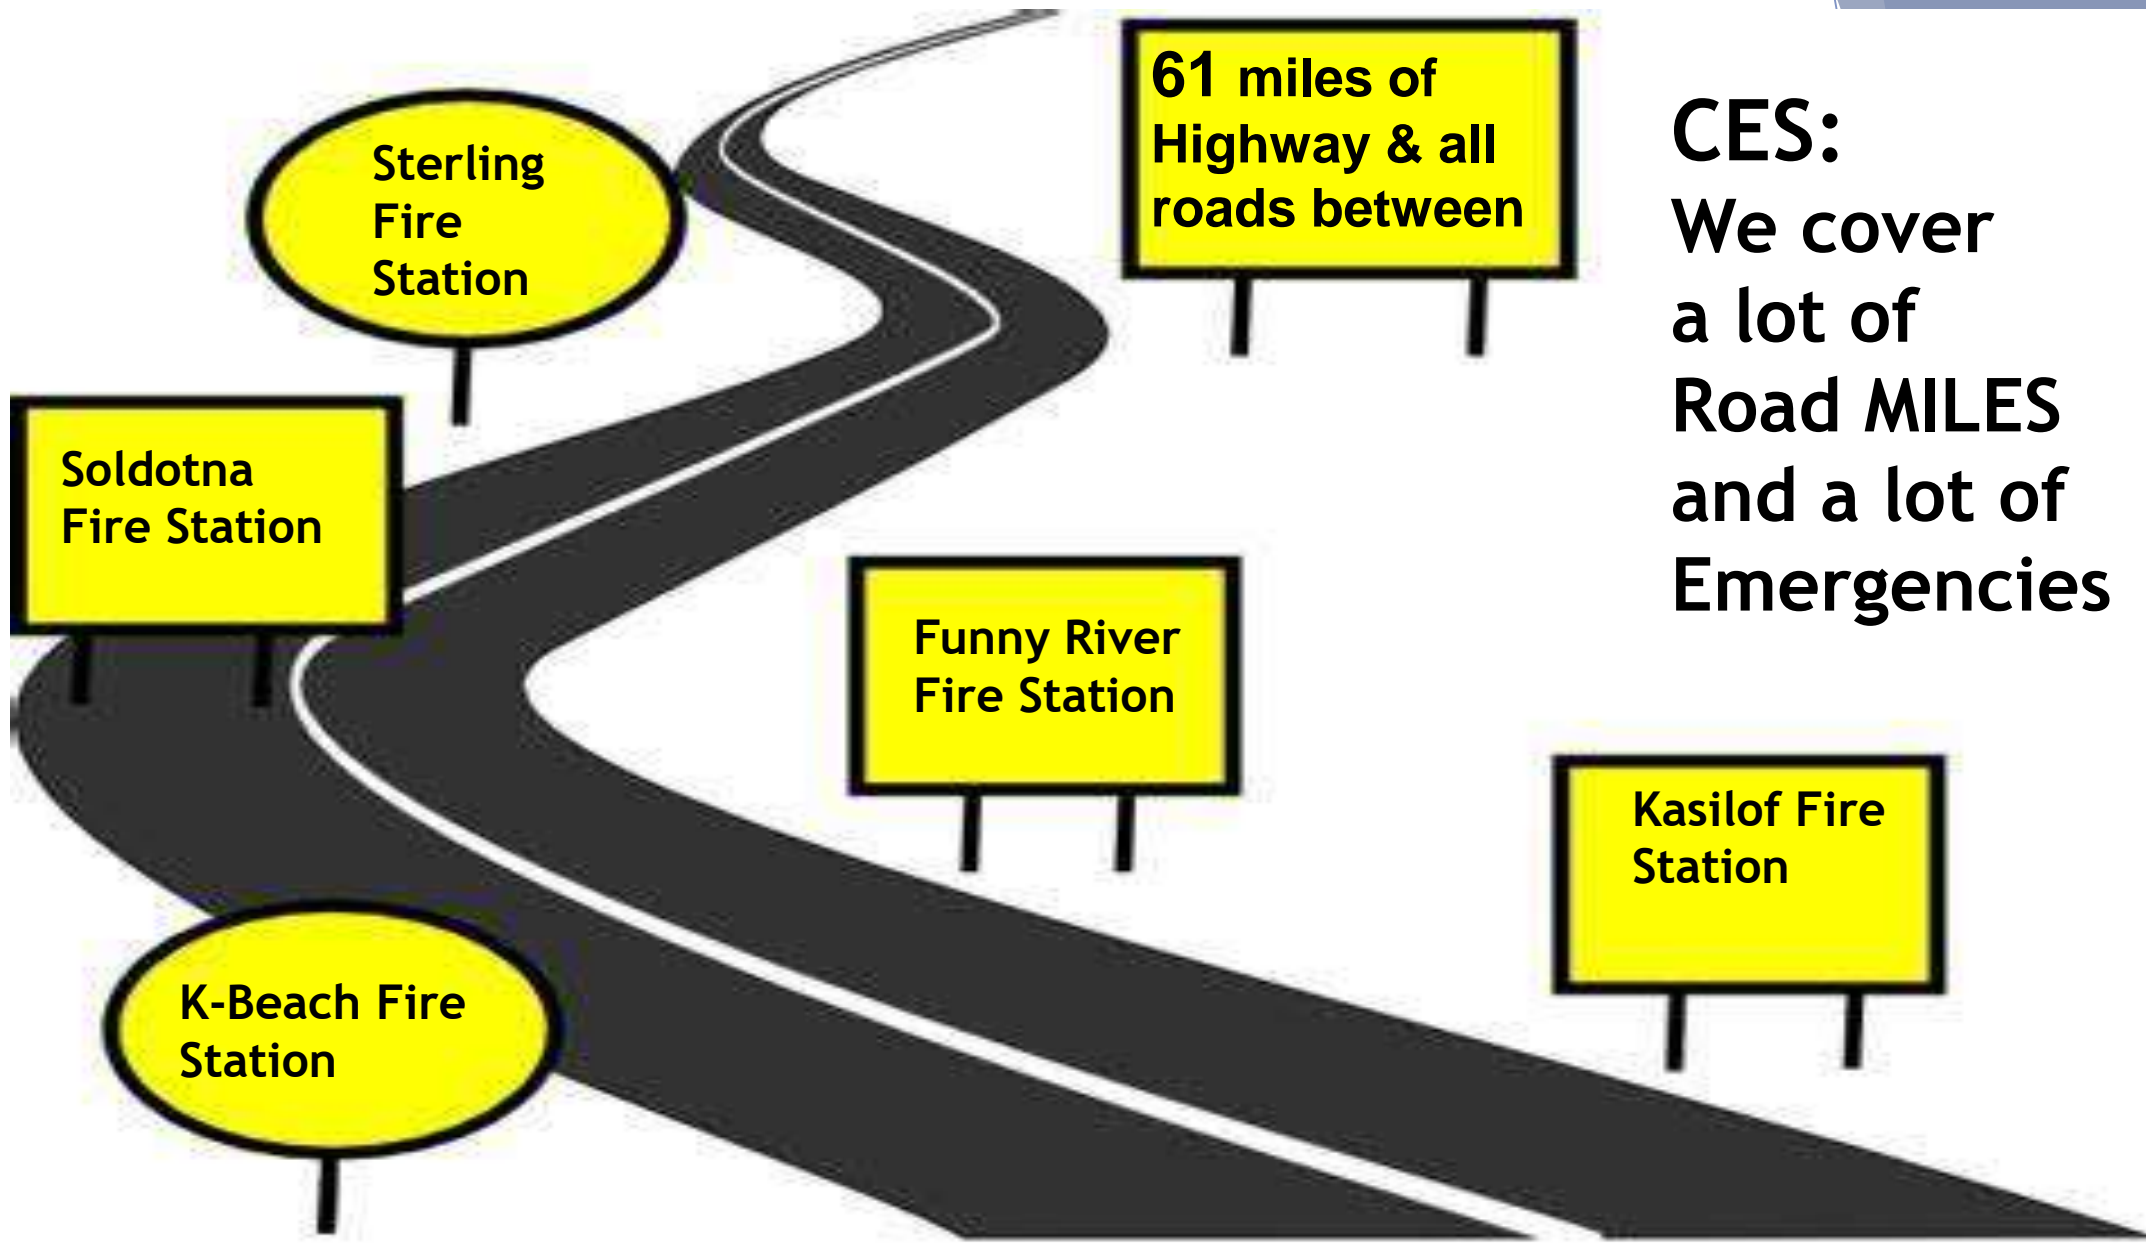 61 miles of
Highway & all
roads between
CES:
We cover
a lot of
Road MILES
and a lot of
Emergencies
Sterling
Fire
Station
Soldotna
Fire Station
Funny River
Fire Station
Kasilof Fire
Station
K-Beach Fire
Station